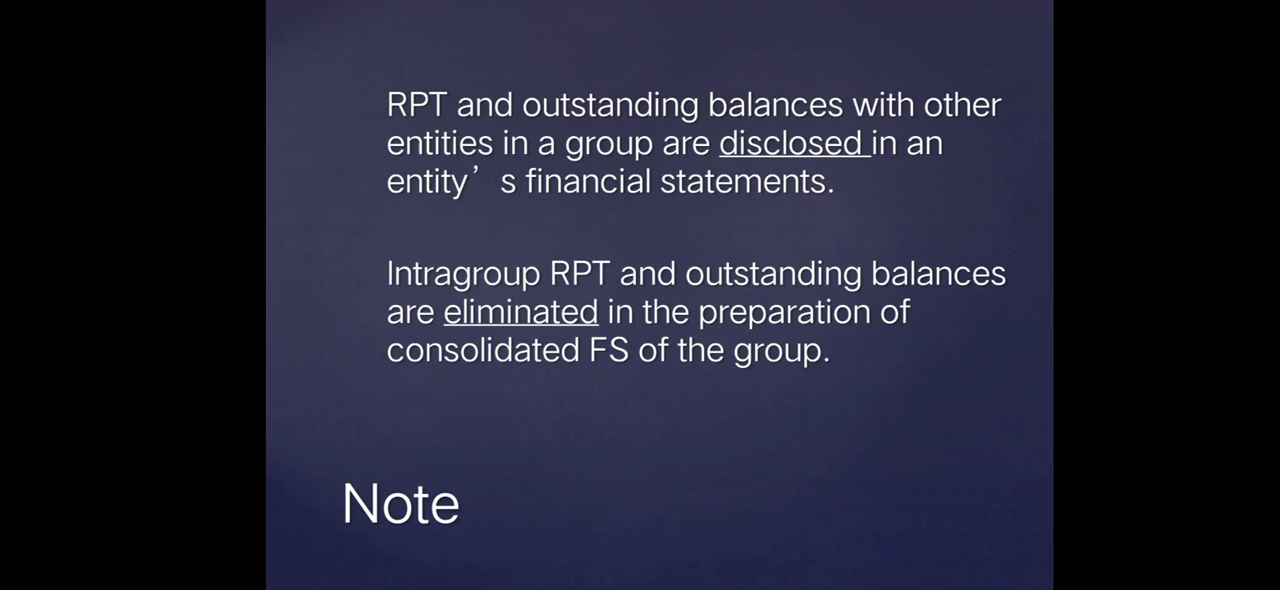 RPT and outstanding balances with other
entities in a group are disclosed in an
entity’ s financial statements.
Intragroup RPT and outstanding balances
are eliminated in the preparation of
consolidated FS of the group.
Note